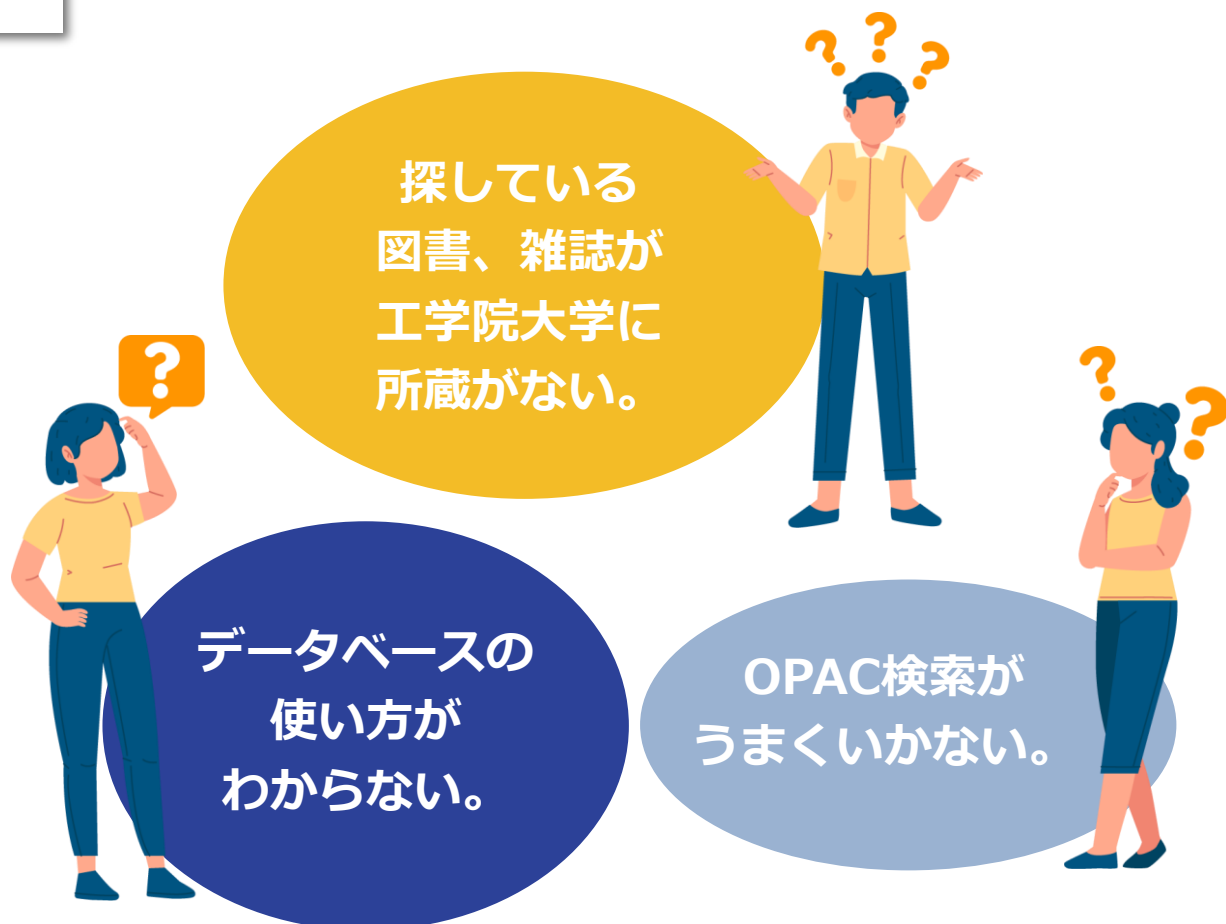 探している
図書、雑誌が
工学院大学に
所蔵がない。
データベースの
使い方が
わからない。
OPAC検索が
うまくいかない。